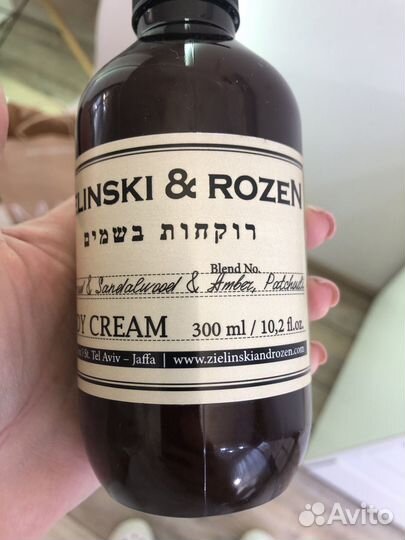 ELINSKI & ROZEN
רוקחות בשמים
Blend No.
& Sandalwood & Amber, Patchouli
DY CREAM 300 ml / 10,2 fl.oz.
St. Tel Aviv – Jaffa | www.zielinskiandrozen.com
Avito